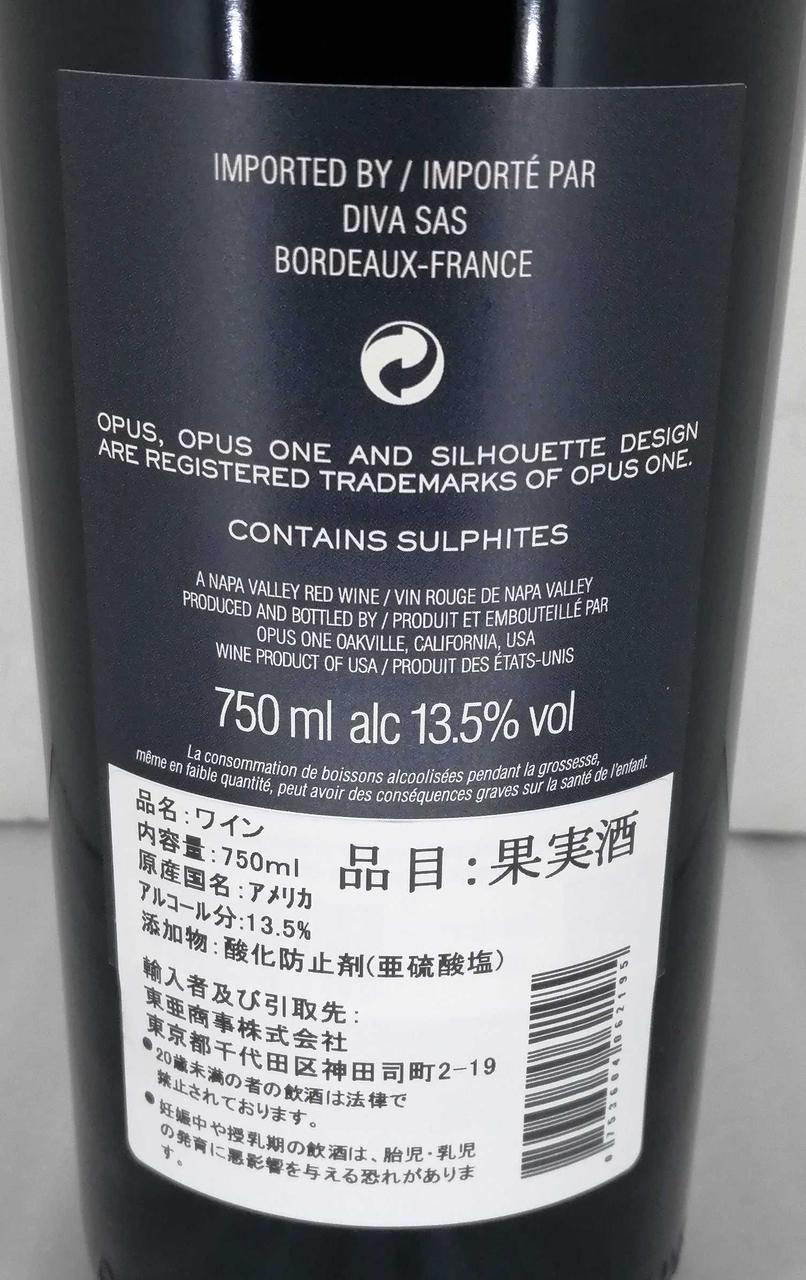 IMPORTED BY / IMPORTÉ PAR
DIVA SAS
BORDEAUX-FRANCE
OPUS, OPUS ONE AND SILHOUETTE DESIGN
ARE REGISTERED TRADEMARKS OF OPUS ONE.
CONTAINS SULPHITES
A NAPA VALLEY RED WINE / VIN ROUGE DE NAPA VALLEY
PRODUCED AND BOTTLED BY / PRODUIT ET EMBOUTEILLÉ PAR
OPUS ONE OAKVILLE, CALIFORNIA, USA
WINE PRODUCT OF USA / PRODUIT DES ÉTATS-UNIS
750 ml alc 13.5% vol
La consommation de boissons alcoolisées pendant la grossesse,
même en faible quantité, peut avoir des conséquences graves sur la santé de l'enfant.
品名:ワイン
内容量:750ml
品目:果実酒
原産国名:アメリカ
アルコール分:13.5%
添加物:酸化防止剤(亜硫酸塩)
輸入者及び引取先:
東亜商事株式会社
東京都千代田区神田司町2-19
●20歳未満の者の飲酒は法律で
禁止されております。
●妊娠中や授乳期の飲酒は、胎児・乳児
の発育に悪影響を与える恐れがありま
す。
0 753604 062195